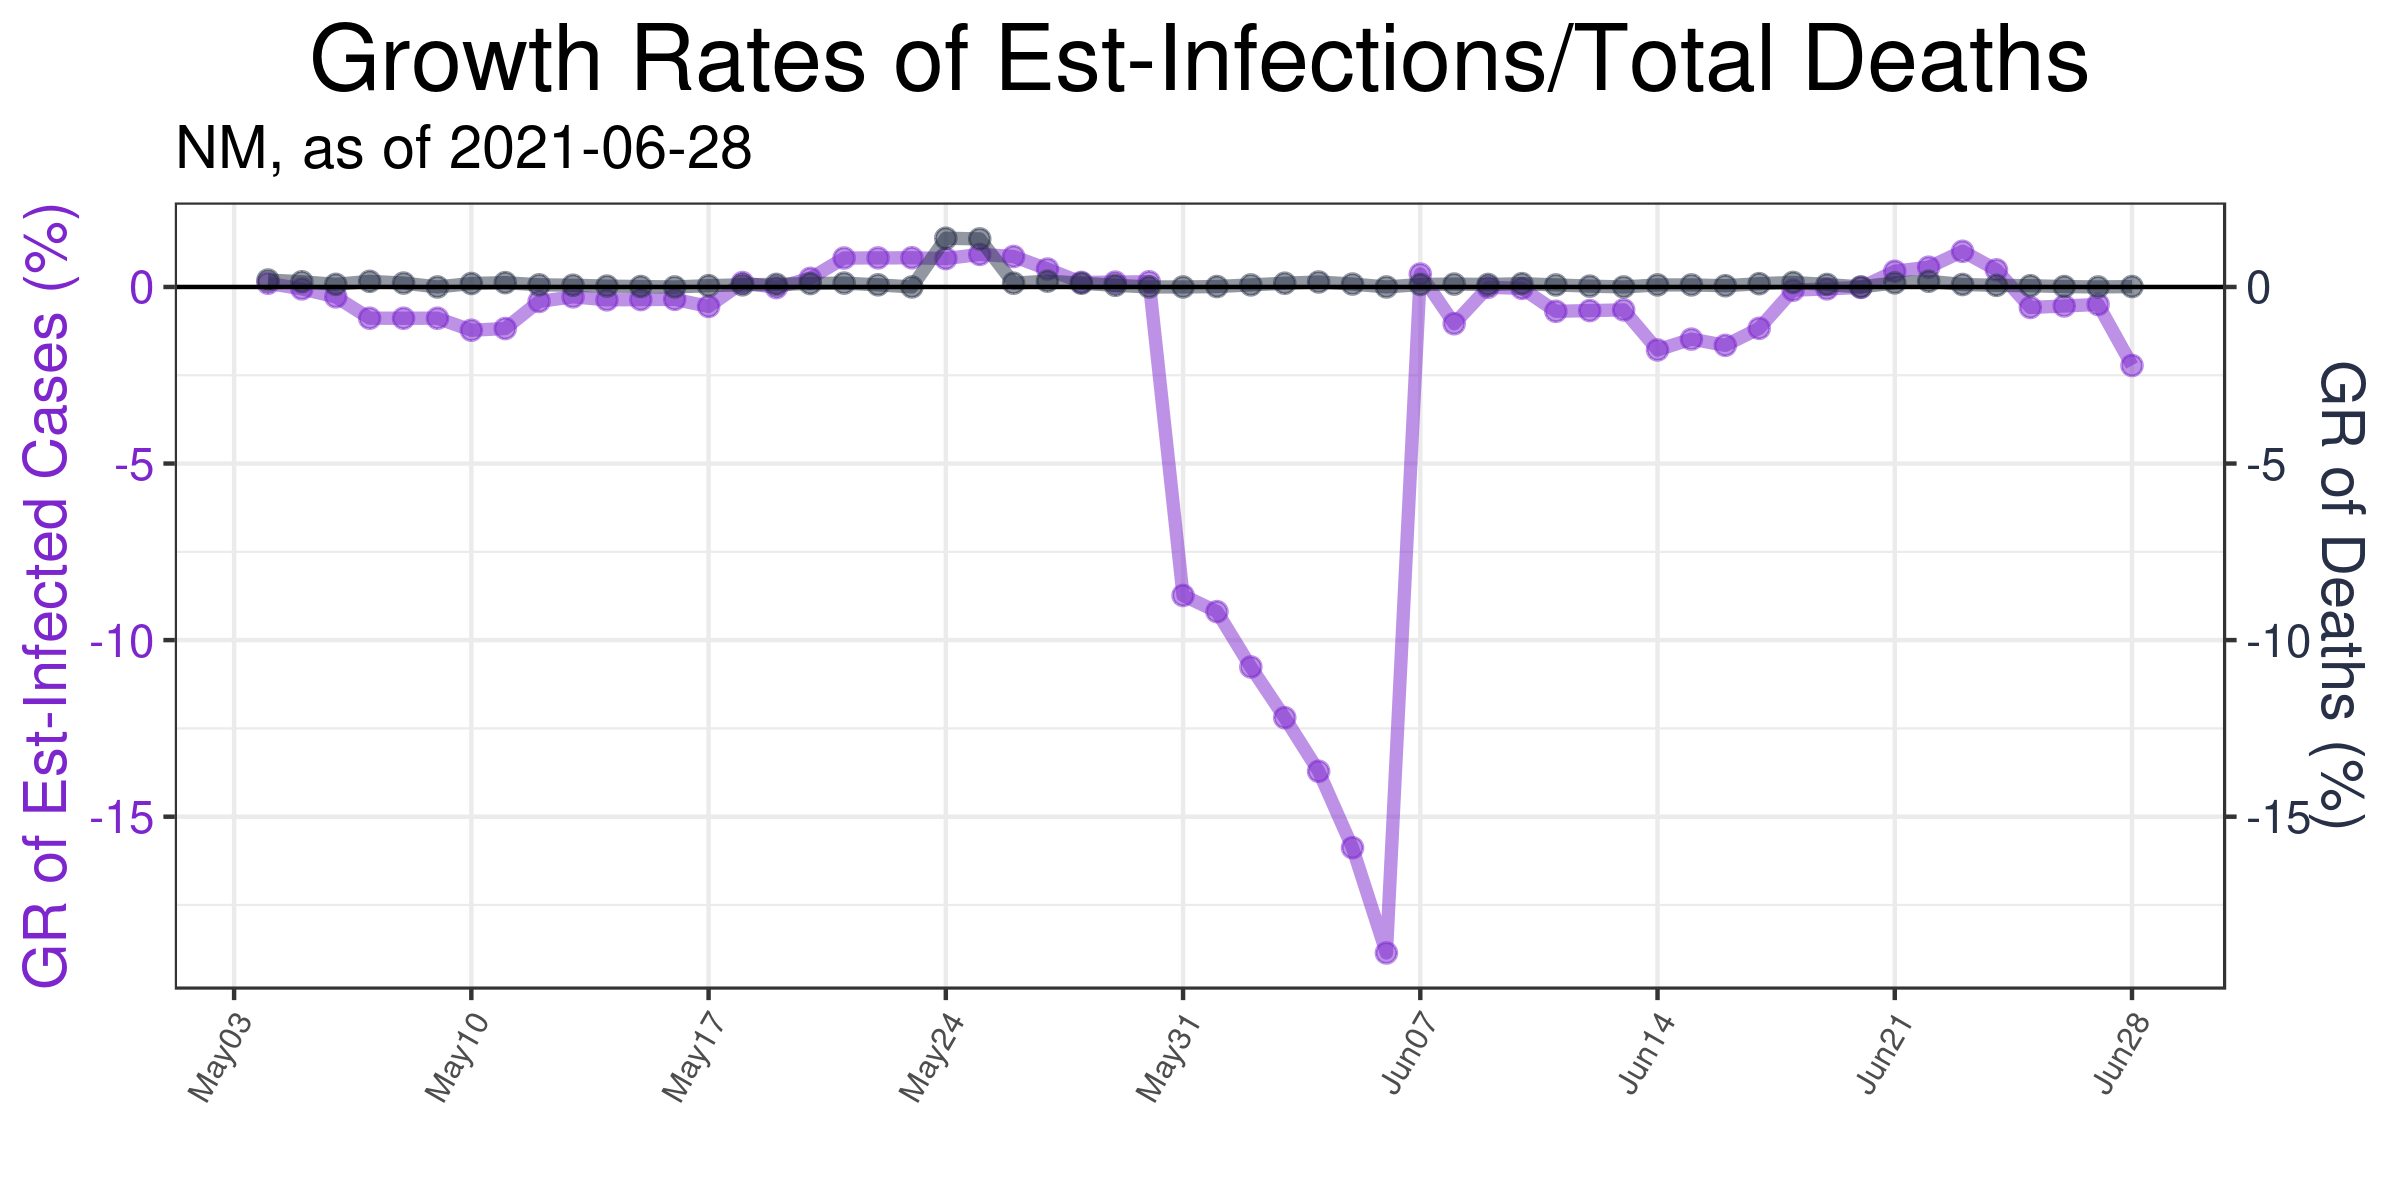 Growth Rates of Est-Infections/Total Deaths
NM, as of 2021-06-28
GR of Est-Infected Cases (%)
0
-5
-10
-15
0
-5
-10
-15
GR of Deaths (%)
May03
May10
May17
May24
May31
Jun07
Jun14
Jun21
Jun28